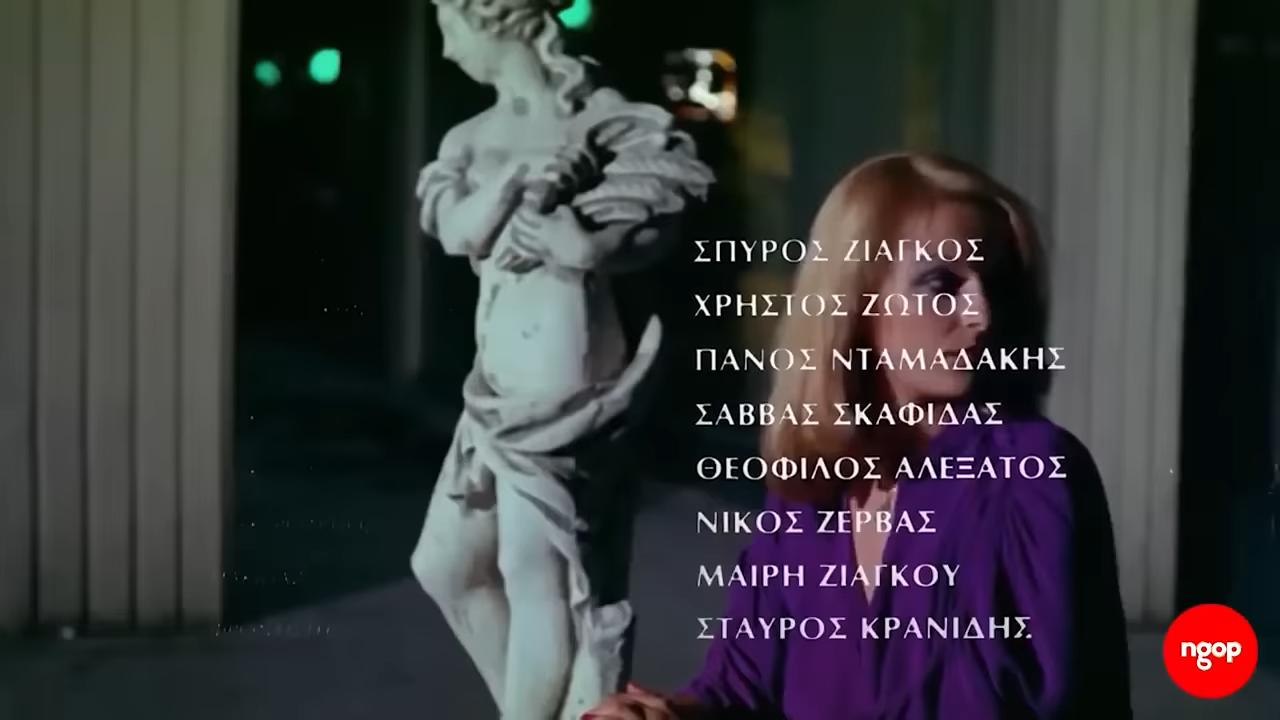 ΣΠΥΡΟΣ ΖΙΑΓΚΟΣ
ΧΡΗΣΤΟΣ ΖΩΤΟΣ
ΠΑΝΟΣ ΝΤΑΜΑΔΑΚΗΣ
ΣΑΒΒΑΣ ΣΚΑΦΙΔΑΣ
ΘΕΟΦΙΛΟΣ ΑΛΕΞΑΤΟΣ
ΝΙΚΟΣ ΖΕΡΒΑΣ
ΜΑΙΡΗ ΖΙΑΓΚΟΥ
ΣΤΑΥΡΟΣ ΚΡΑΝΙΔΗΣ
ngop